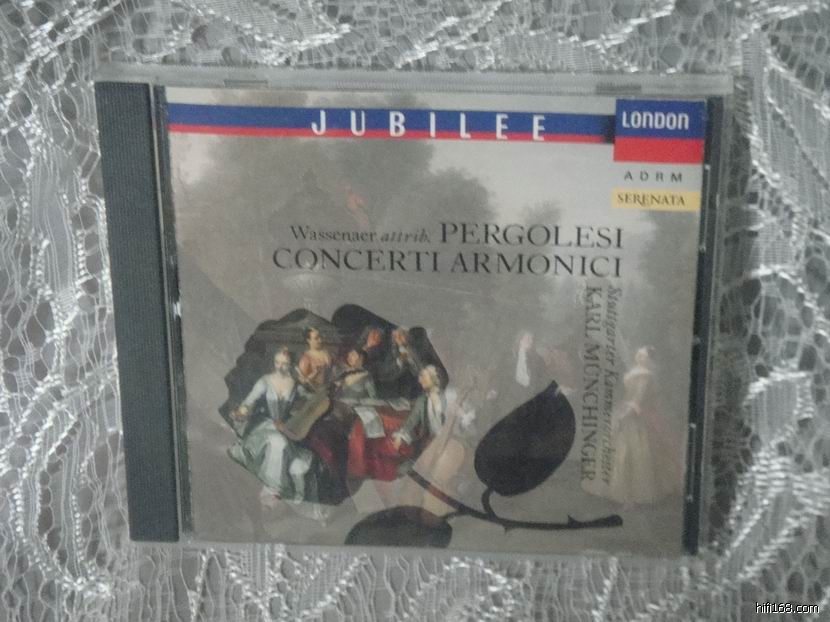 JUBILEE
LONDON
ADRM
SERENATA
Wassenaer attrib. PERGOLESI
CONCERTI ARMONICI
Stuttgarter Kammerorchester
KARL MÜNCHINGER
hifi168.com